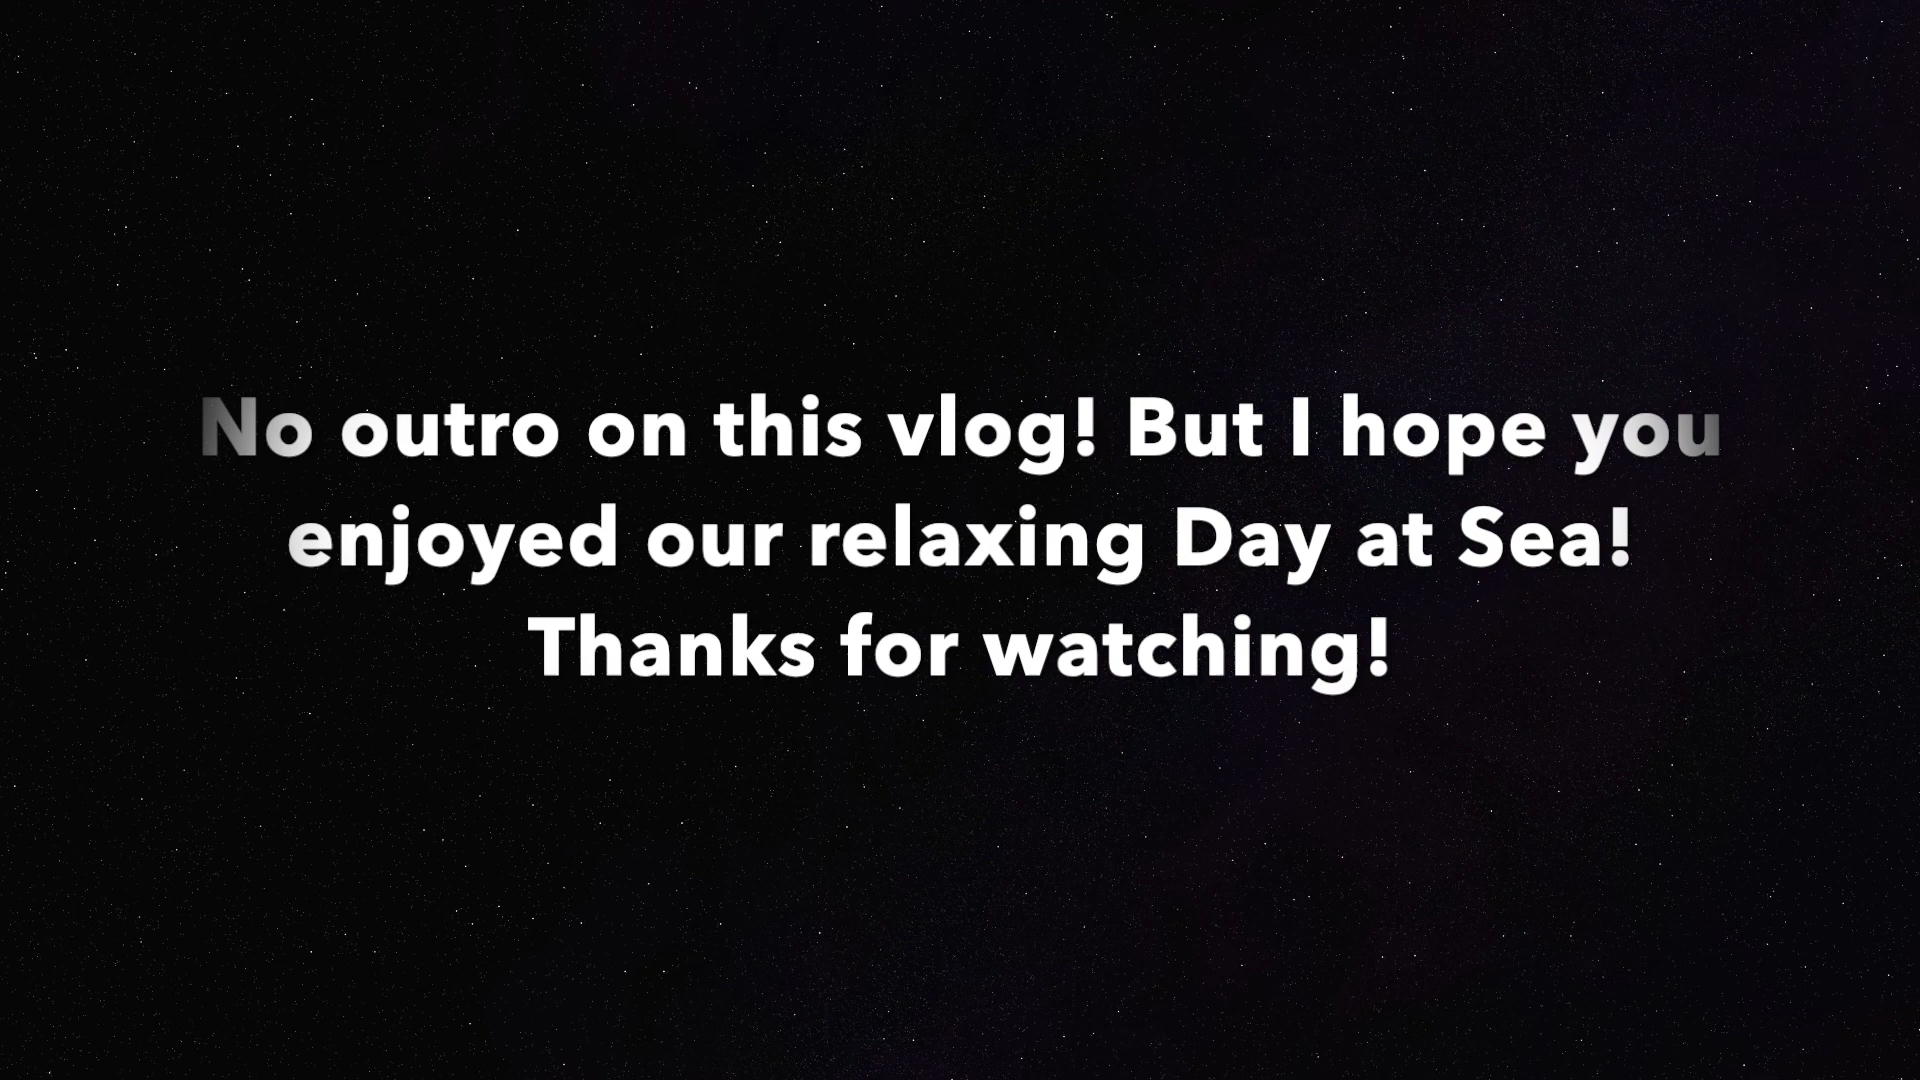 No outro on this vlog! But I hope you
enjoyed our relaxing Day at Sea!
Thanks for watching!